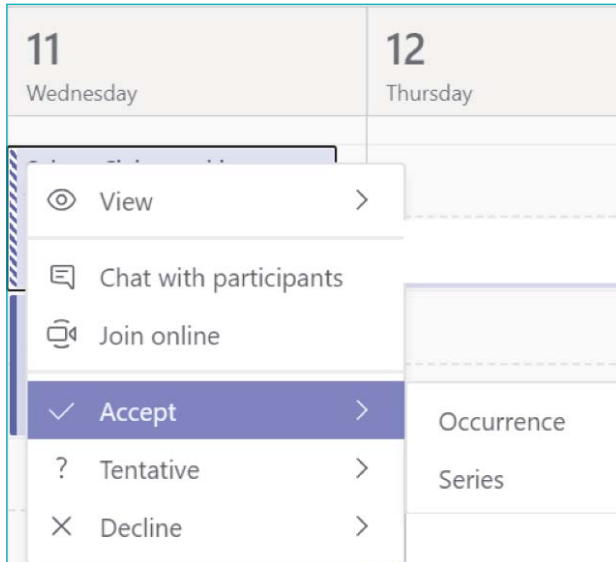 11
Wednesday
12
Thursday
View
Chat with participants
Join online
Accept
Occurrence
Series
? Tentative
Decline